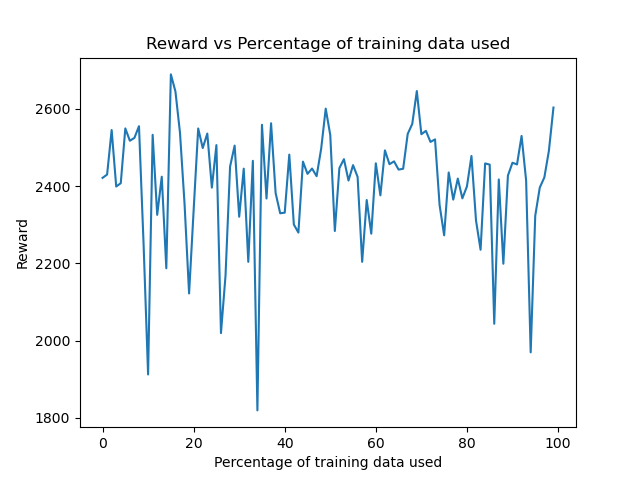 Reward vs Percentage of training data used
2600
2400
2200
2000
1800
Reward
0 20 40 60 80 100
Percentage of training data used